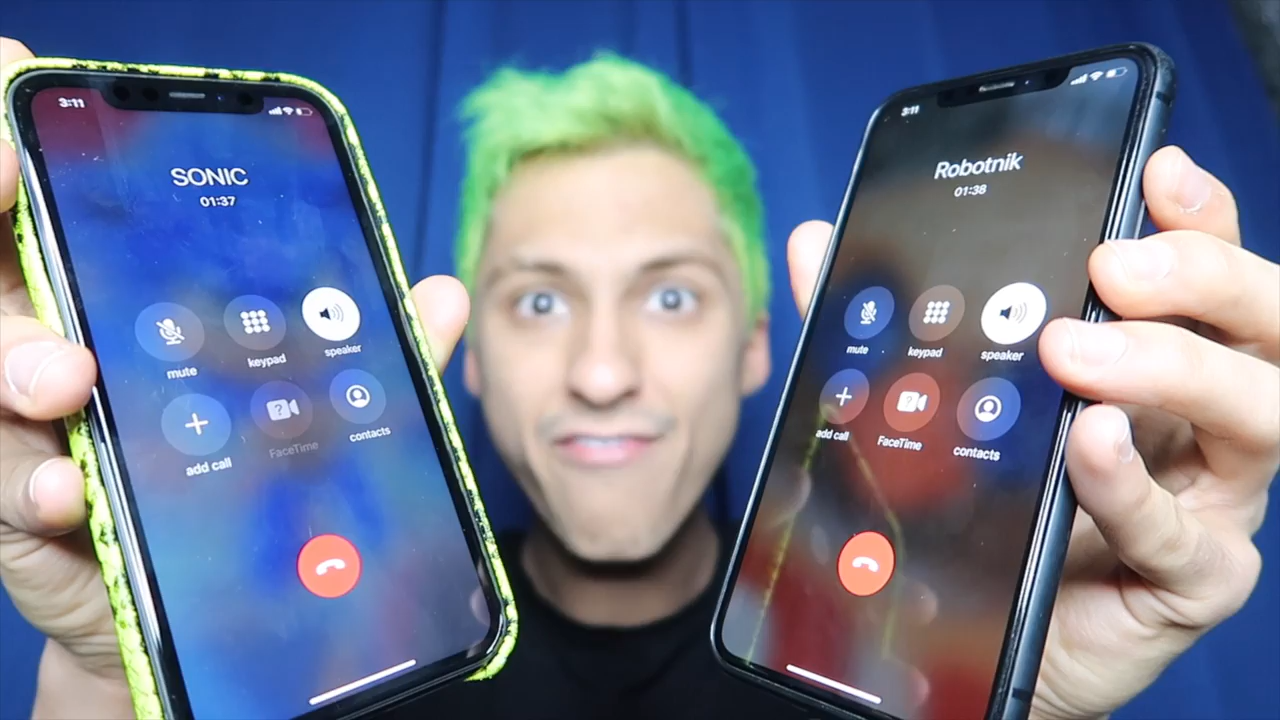 3:11
SONIC
01:37
mute
keypad
speaker
add call
FaceTime
contacts
3:11
Robotnik
01:38
mute
keypad
speaker
add call
?
FaceTime
contacts